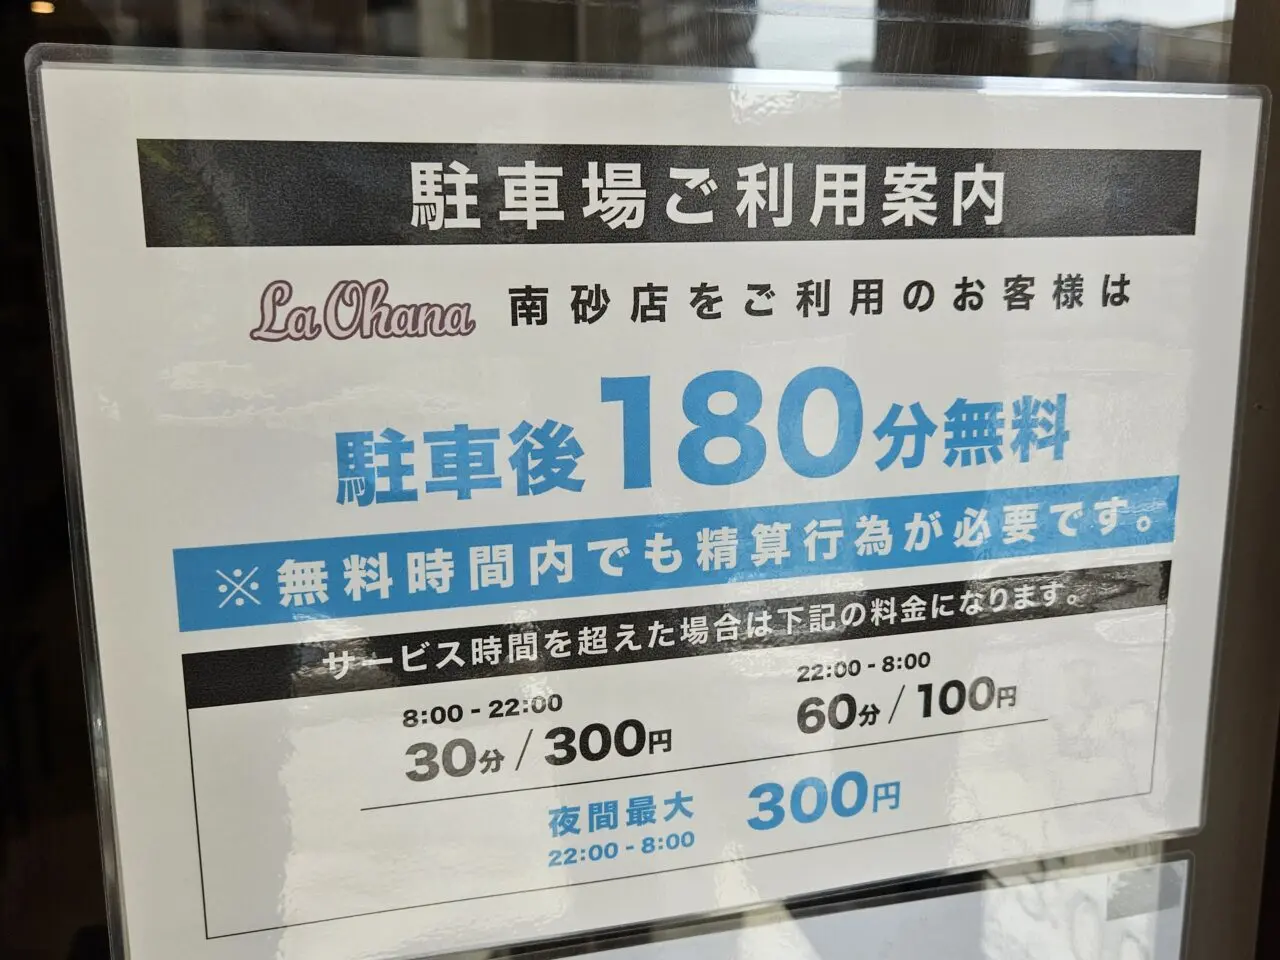 駐車場ご利用案内
La Ohana 南砂店をご利用のお客様は
駐車後180分無料
※無料時間内でも精算行為が必要です。
サービス時間を超えた場合は下記の料金になります。
8:00 - 22:00
30分 / 300円
22:00 - 8:00
60分 / 100円
夜間最大 300円
22:00 - 8:00